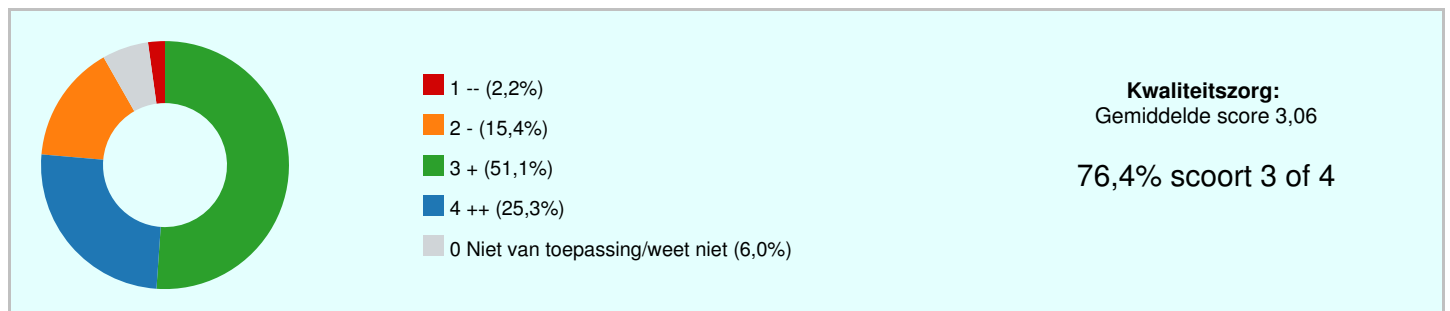 1 -- (2,2%)
2 - (15,4%)
3 + (51,1%)
4 ++ (25,3%)
0 Niet van toepassing/weet niet (6,0%)
Kwaliteitszorg:
Gemiddelde score 3,06
76,4% scoort 3 of 4